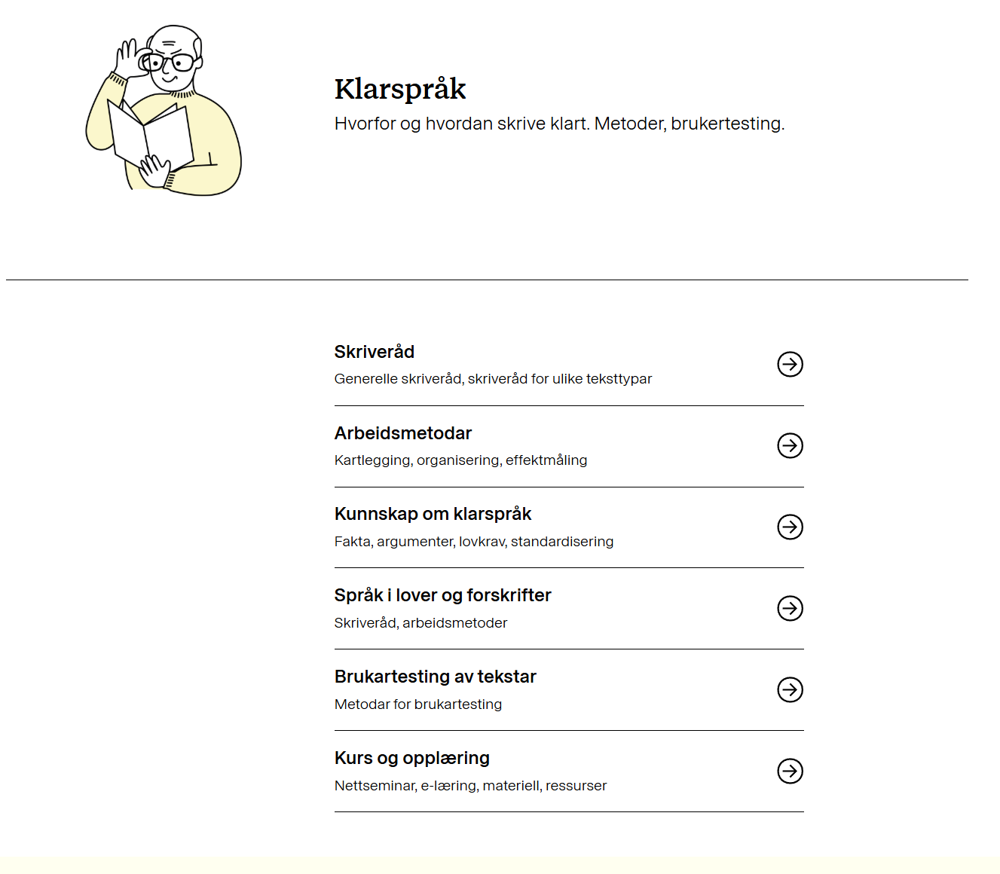 Klarspråk
Hvorfor og hvordan skrive klart. Metoder, brukertesting.
Skriveråd
Generelle skriveråd, skriveråd for ulike teksttypar
Arbeidsmetodar
Kartlegging, organisering, effektmåling
Kunnskap om klarspråk
Fakta, argumenter, lovkrav, standardisering
Språk i lover og forskrifter
Skriveråd, arbeidsmetoder
Brukartesting av tekstar
Metodar for brukartesting
Kurs og opplæring
Nettseminar, e-læring, materiell, ressurser